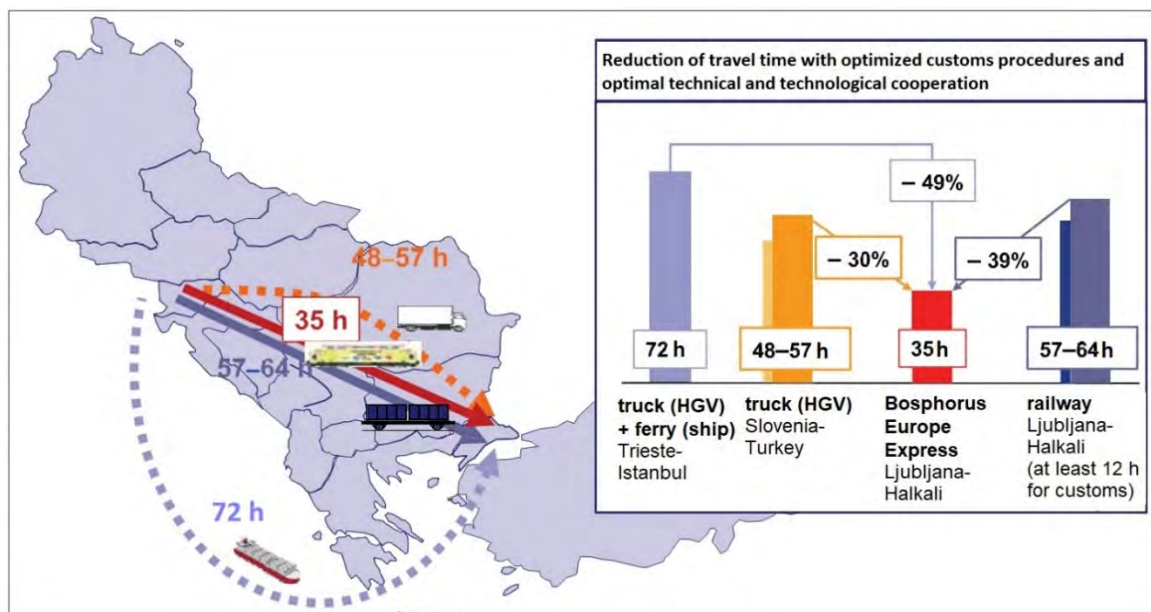 48–57 h
35 h
57–64 h
72 h
Reduction of travel time with optimized customs procedures and
optimal technical and technological cooperation
– 49%
– 30%
– 39%
72 h
48–57 h
35 h
57–64 h
truck (HGV)
+ ferry (ship)
Trieste-
Istanbul
truck (HGV)
Slovenia-
Turkey
Bosphorus
Europe
Express
Ljubljana-
Halkali
railway
Ljubljana-
Halkali
(at least 12 h
for customs)